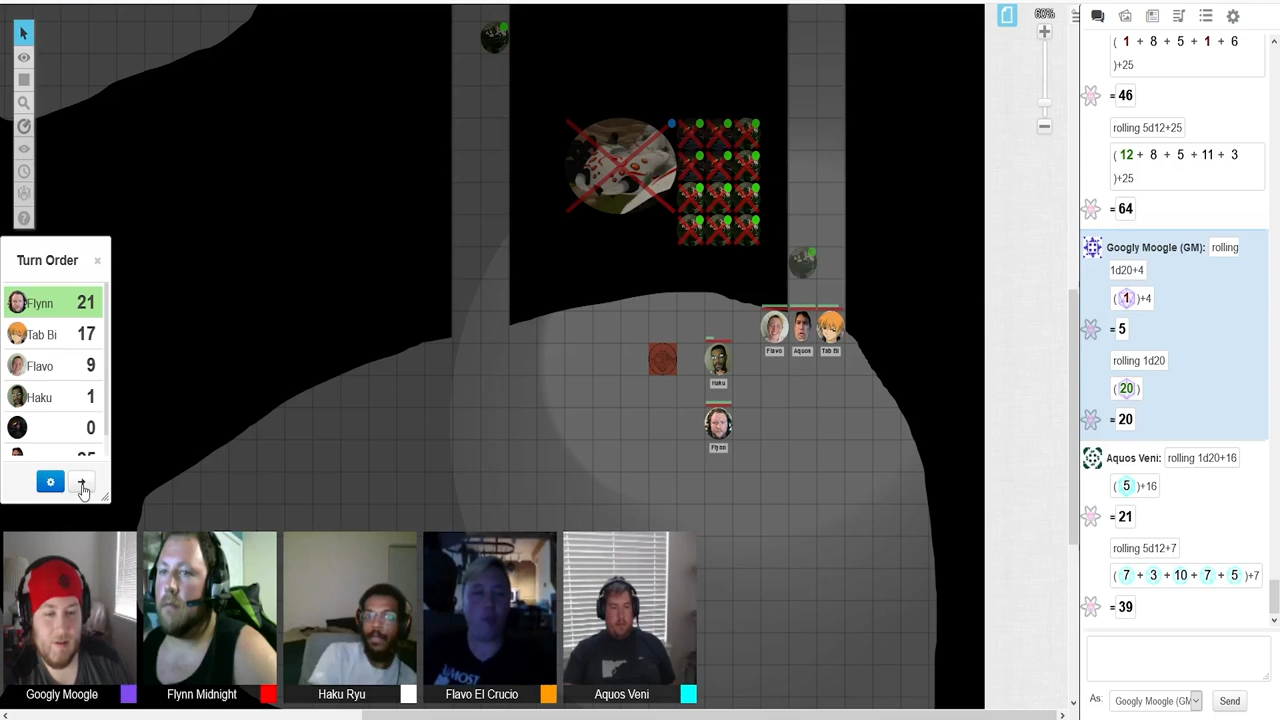 60%
( 1 + 8 + 5 + 1 + 6
)+25
= 46
rolling 5d12+25
( 12 + 8 + 5 + 11 + 3
)+25
= 64
Googly Moogle (GM): rolling
1d20+4
( 1 )+4
= 5
rolling 1d20
( 20 )
= 20
Aquos Veni: rolling 1d20+16
( 5 )+16
= 21
rolling 5d12+7
( 7 + 3 + 10 + 7 + 5 )+7
= 39
As: Googly Moogle (GM Send
Turn Order ×
Flynn 21
Tab Bi 17
Flavo 9
Haku 1
0
Flavo Aquos Tab Bi
Haku
Flynn
Googly Moogle
Flynn Midnight
Haku Ryu
Flavo El Crucio
Aquos Veni